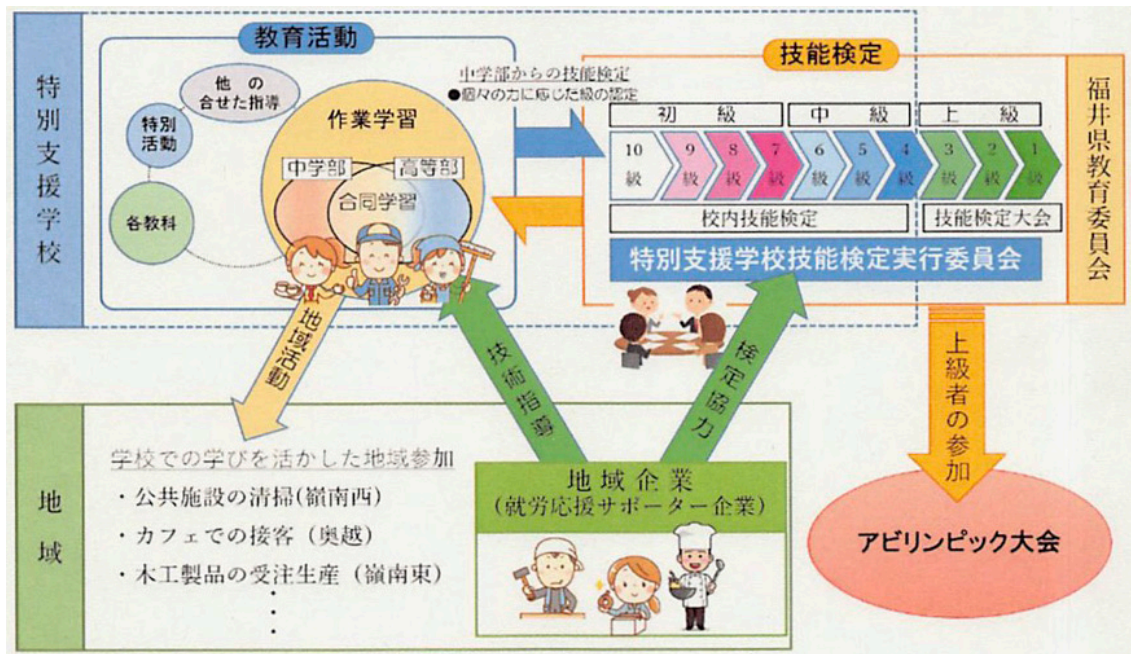 特別支援学校
教育活動
他　の
合せた指導
特別
活動
各教科
作業学習
中学部
高等部
合同学習
中学部からの技能検定
●個々の力に応じた級の認定
技能検定
初　級
中　級
上　級
10
級
9
級
8
級
7
級
6
級
5
級
4
級
3
級
2
級
1
級
校内技能検定
技能検定大会
特別支援学校技能検定実行委員会
福井県教育委員会
地域活動
技術指導
検定協力
上級者の参加
地域
学校での学びを活かした地域参加
・公共施設の清掃(嶺南西)
・カフェでの接客（奥越）
・木工製品の受注生産（嶺南東）
・
・
・
地域企業
(就労応援サポーター企業)
アビリンピック大会